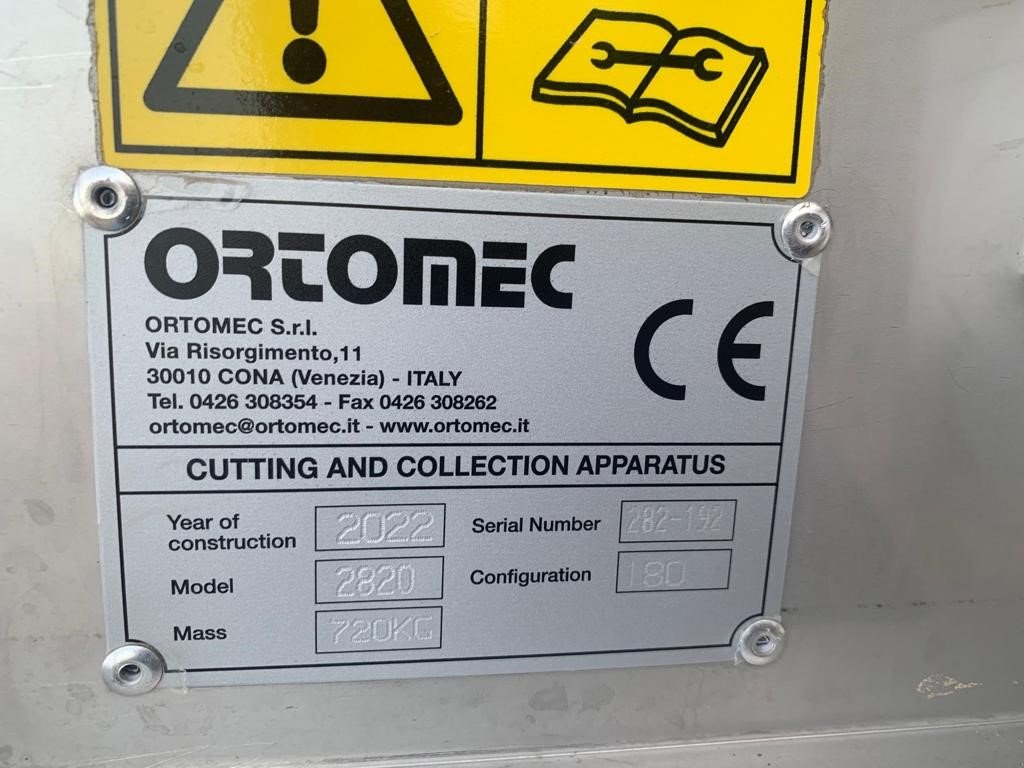 ORTOMEC
ORTOMEC S.r.l.
Via Risorgimento,11
30010 CONA (Venezia) - ITALY
Tel. 0426 308354 - Fax 0426 308262
ortomec@ortomec.it - www.ortomec.it
CE
CUTTING AND COLLECTION APPARATUS
Year of construction 2022
Serial Number 282-192
Model 2820
Configuration 180
Mass 720KG